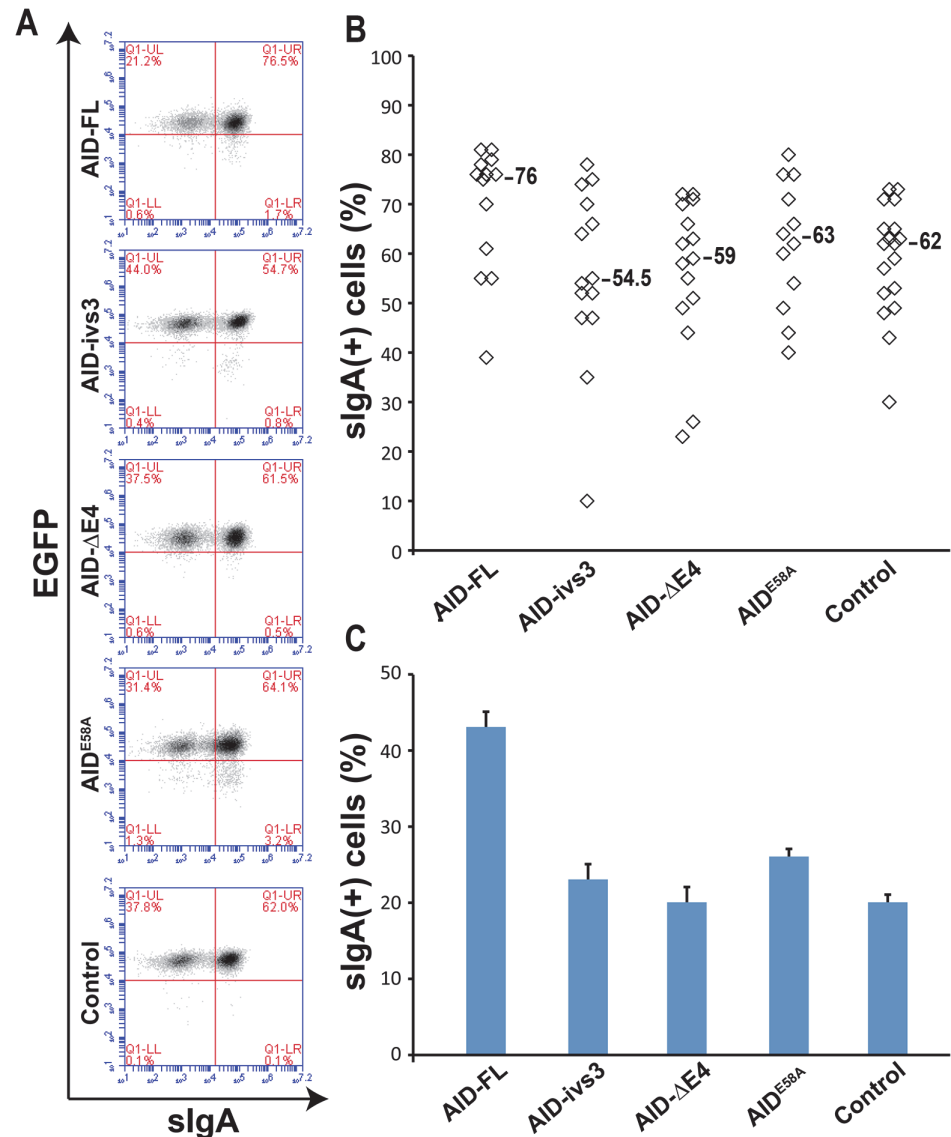 A
EGFP
sIgA
AID-FL
Q1-UL
21.2%
Q1-UR
76.5%
Q1-LL
0.6%
Q1-LR
1.7%
AID-ivs3
Q1-UL
44.0%
Q1-UR
54.7%
Q1-LL
0.4%
Q1-LR
0.8%
AID-ΔE4
Q1-UL
37.5%
Q1-UR
61.5%
Q1-LL
0.6%
Q1-LR
0.5%
AIDE58A
Q1-UL
31.4%
Q1-UR
64.1%
Q1-LL
1.3%
Q1-LR
3.2%
Control
Q1-UL
37.8%
Q1-UR
62.0%
Q1-LL
0.1%
Q1-LR
0.1%
B
sIgA(+) cells (%)
100
90
80
70
60
50
40
30
20
10
0
-76
-54.5
-59
-63
-62
AID-FL
AID-ivs3
AID-ΔE4
AIDE58A
Control
C
sIgA(+) cells (%)
50
40
30
20
10
0
AID-FL
AID-ivs3
AID-ΔE4
AIDE58A
Control